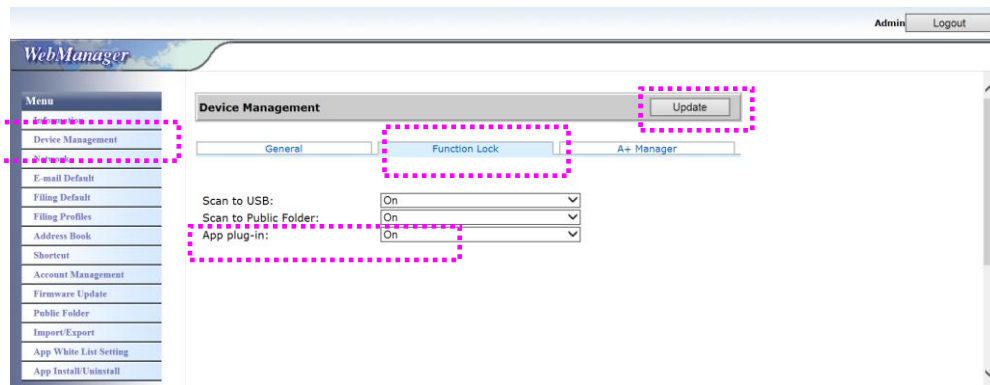 Admin Logout
WebManager
Menu
Information
Device Management
Network
E-mail Default
Filing Default
Filing Profiles
Address Book
Shortcut
Account Management
Firmware Update
Public Folder
Import/Export
App White List Setting
App Install/Uninstall
Device Management Update
General Function Lock A+ Manager
Scan to USB: On
Scan to Public Folder: On
App plug-in: On